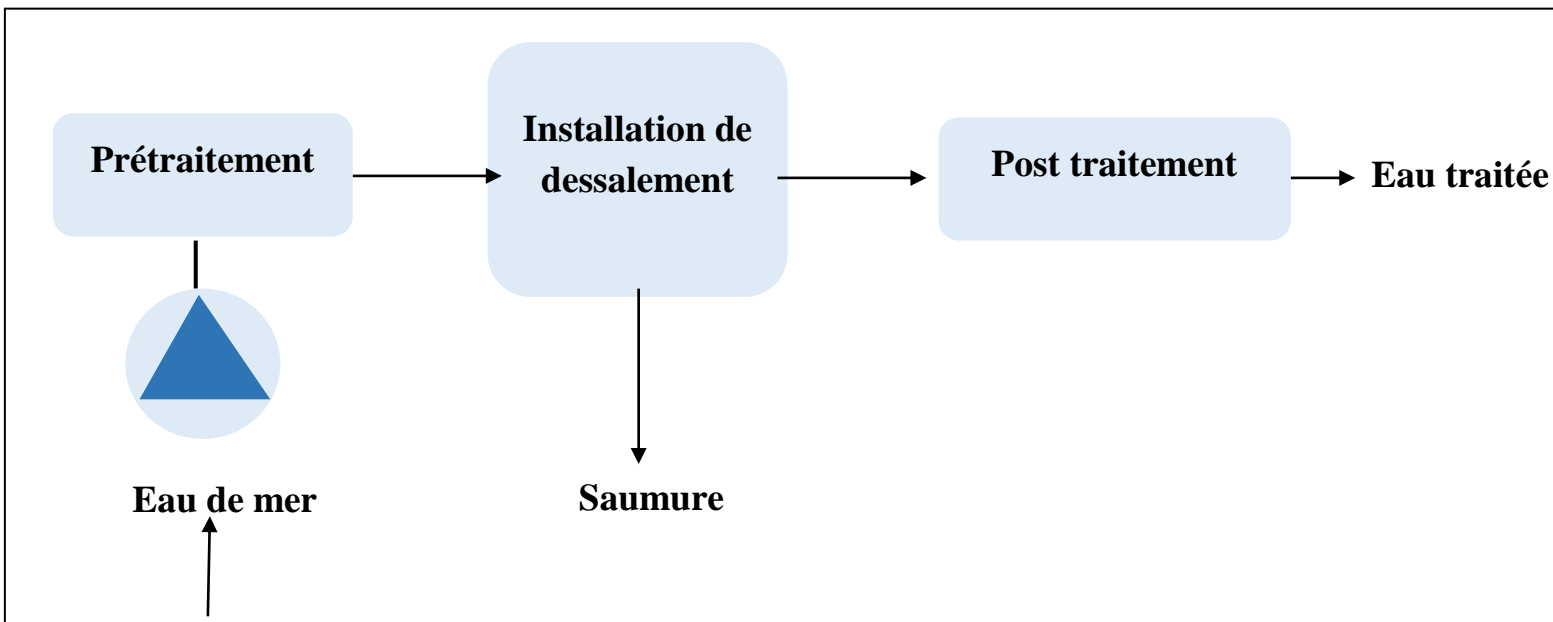 Prétraitement
Installation de
dessalement
Post traitement
Eau traitée
Eau de mer
Saumure